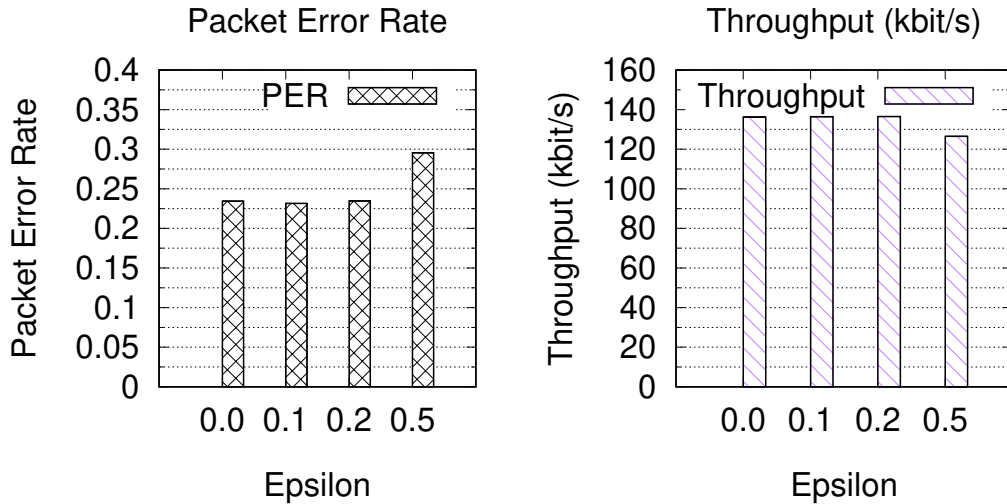 Packet Error Rate
Packet Error Rate
0.4
0.35
0.3
0.25
0.2
0.15
0.1
0.05
0
PER
0.0 0.1 0.2 0.5
Epsilon
Throughput (kbit/s)
Throughput (kbit/s)
160
140
120
100
80
60
40
20
0
Throughput
0.0 0.1 0.2 0.5
Epsilon